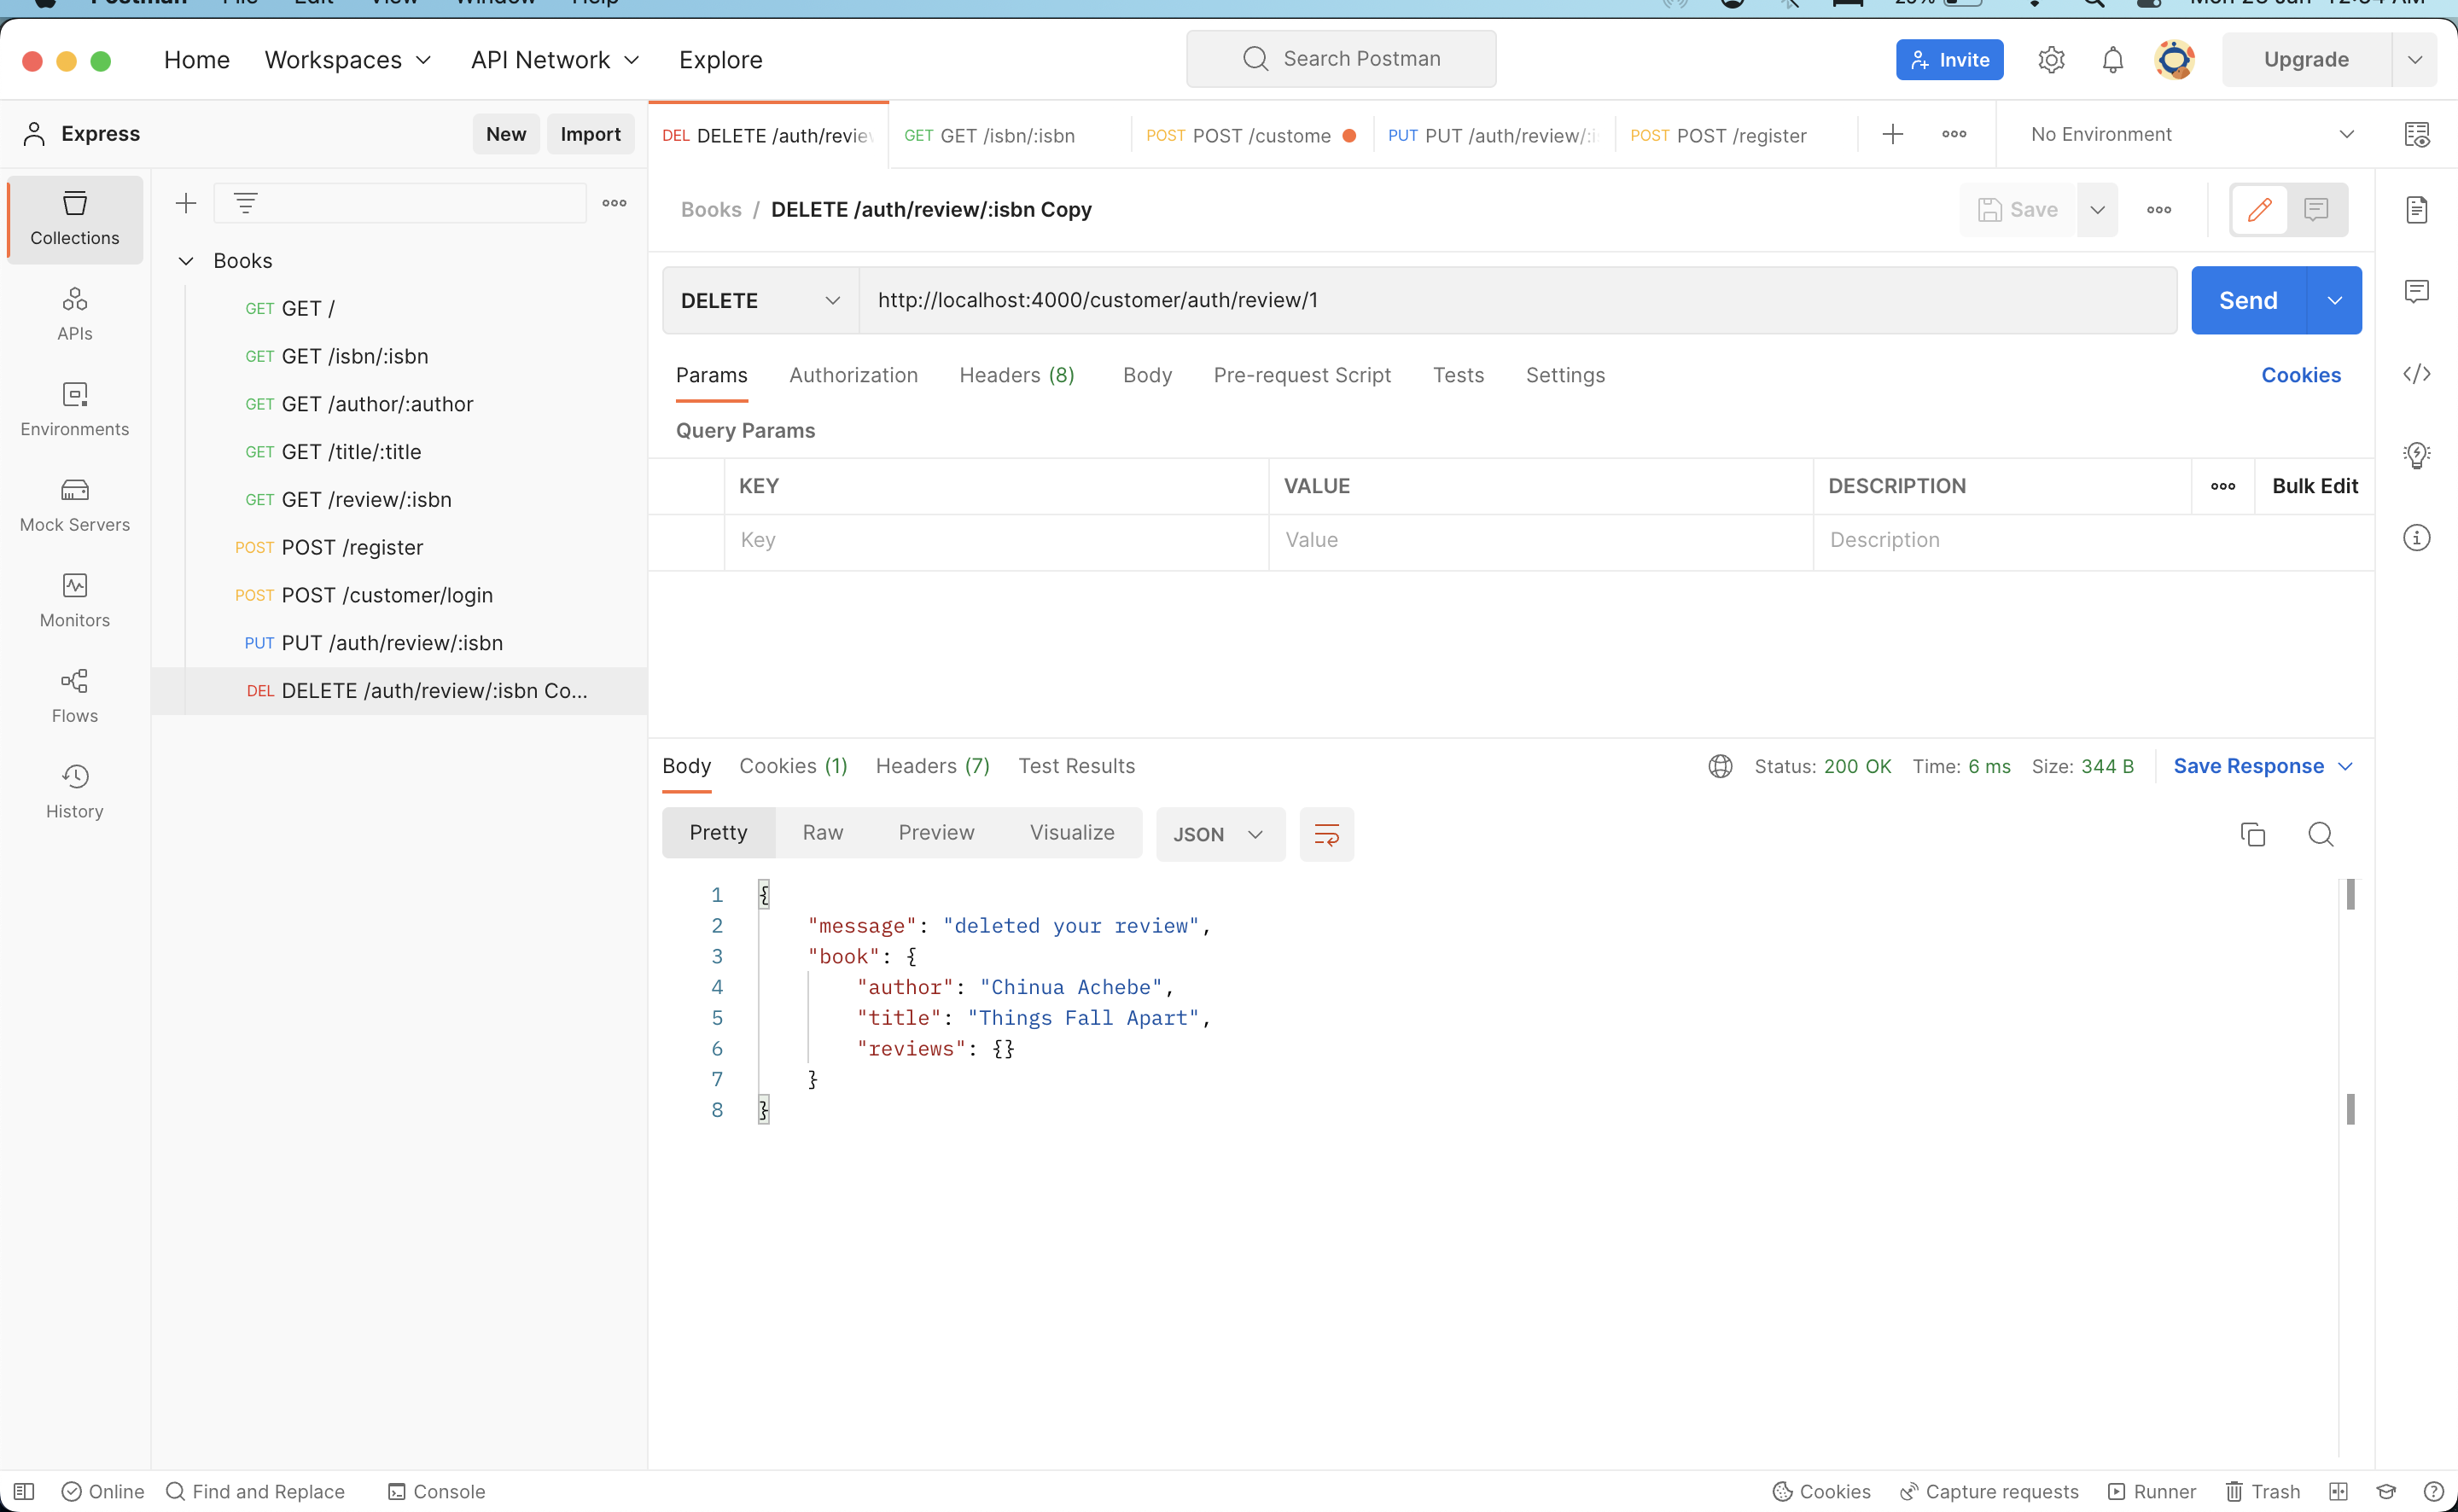 Postman File Edit View Window Help
Home Workspaces API Network Explore Search Postman Invite Upgrade
Express New Import
DEL DELETE /auth/revie GET GET /isbn/:isbn POST POST /custome PUT PUT /auth/review/: POST POST /register No Environment
Collections
APIs
Environments
Mock Servers
Monitors
Flows
History
Books
GET GET /
GET GET /isbn/:isbn
GET GET /author/:author
GET GET /title/:title
GET GET /review/:isbn
POST POST /register
POST POST /customer/login
PUT PUT /auth/review/:isbn
DEL DELETE /auth/review/:isbn Co...
Books / DELETE /auth/review/:isbn Copy Save
DELETE http://localhost:4000/customer/auth/review/1 Send
Params Authorization Headers (8) Body Pre-request Script Tests Settings Cookies
Query Params
KEY VALUE DESCRIPTION Bulk Edit
Key Value Description
Body Cookies (1) Headers (7) Test Results Status: 200 OK Time: 6 ms Size: 344 B Save Response
Pretty Raw Preview Visualize JSON
1 {
2 "message": "deleted your review",
3 "book": {
4 "author": "Chinua Achebe",
5 "title": "Things Fall Apart",
6 "reviews": {}
7 }
8 }
Online Find and Replace Console Cookies Capture requests Runner Trash